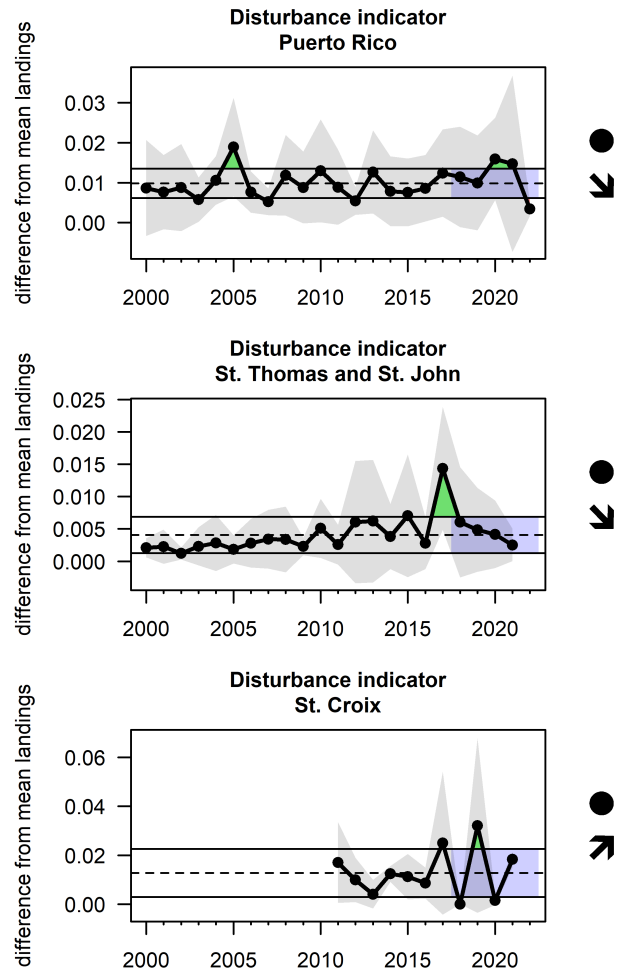 Disturbance indicator
Puerto Rico
difference from mean landings
0.03
0.02
0.01
0.00
2000 2005 2010 2015 2020
Disturbance indicator
St. Thomas and St. John
difference from mean landings
0.025
0.020
0.015
0.010
0.005
0.000
2000 2005 2010 2015 2020
Disturbance indicator
St. Croix
difference from mean landings
0.06
0.04
0.02
0.00
2000 2005 2010 2015 2020